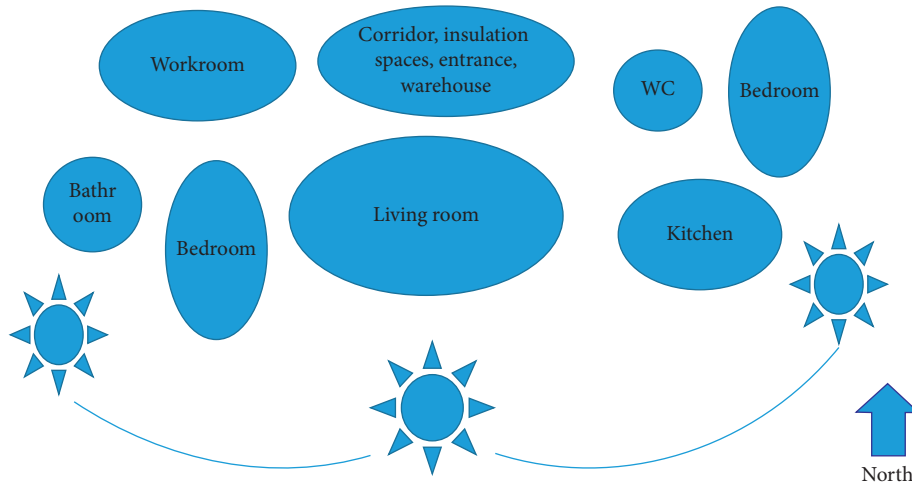 Workroom
Corridor, insulation
spaces, entrance,
warehouse
WC
Bedroom
Bathr
oom
Bedroom
Living room
Kitchen
North